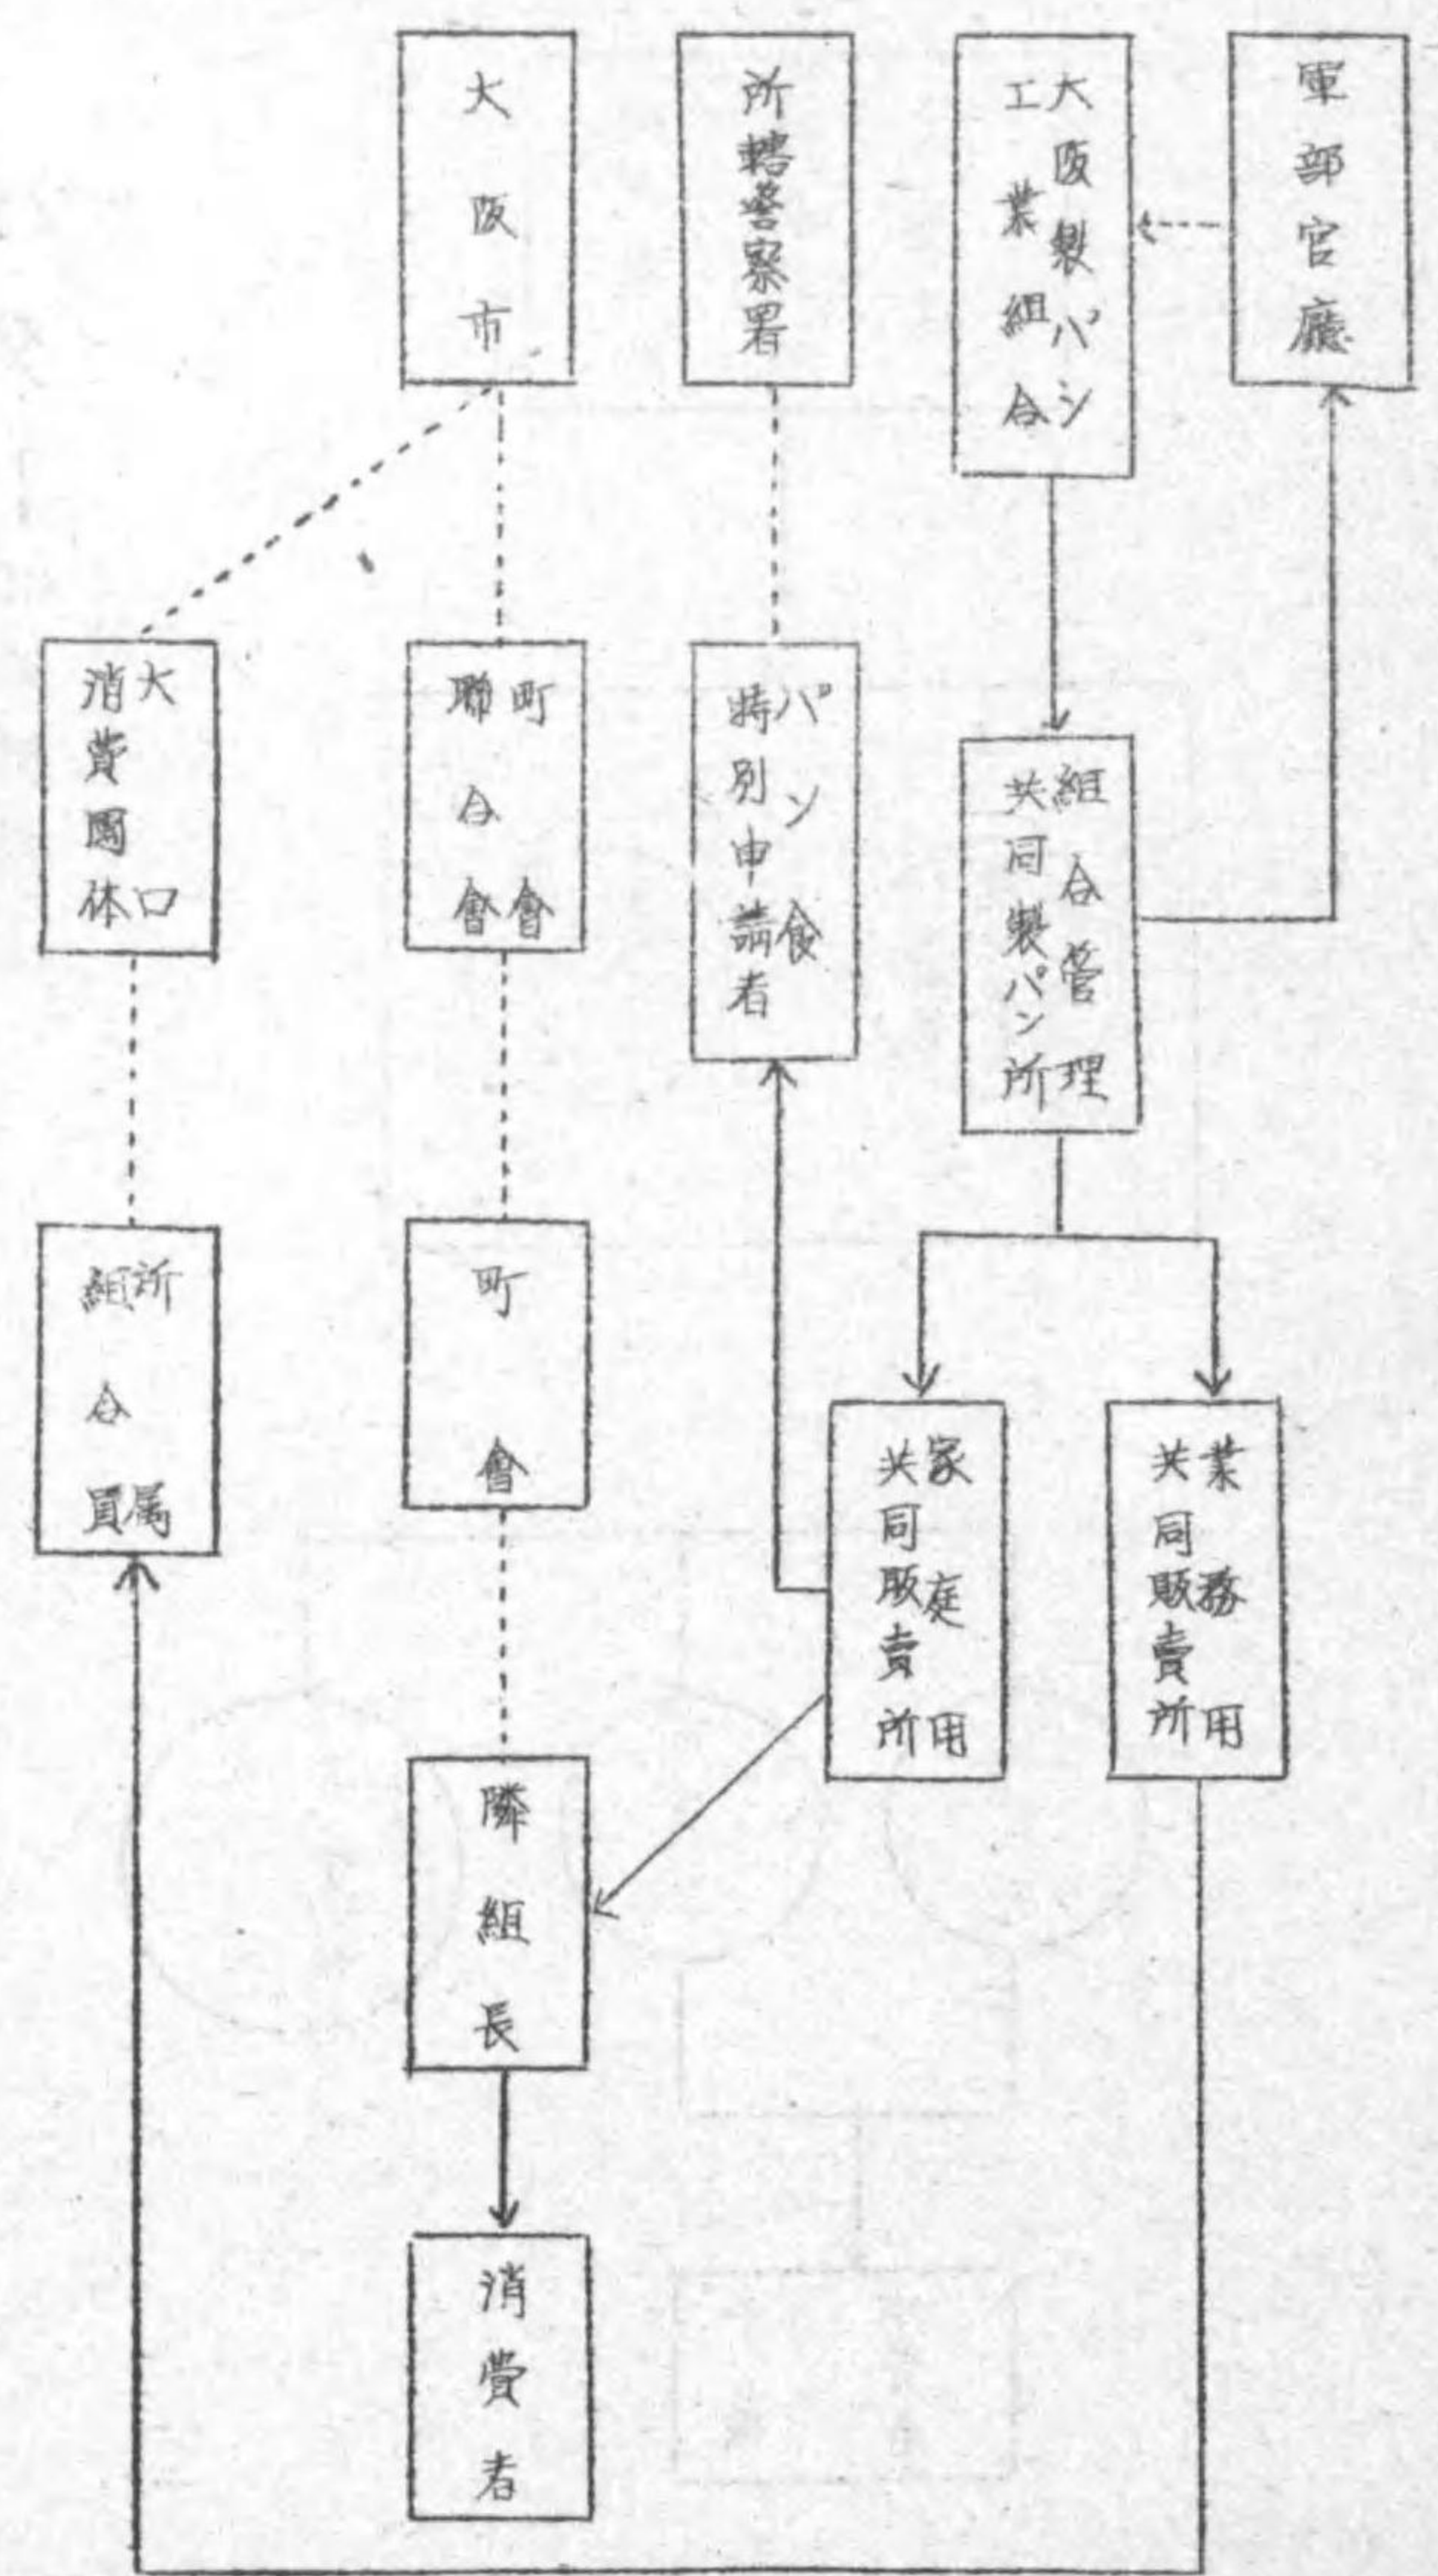 軍部官廳
大阪製パン
工業組合
所轄警察署
大阪市
組合管理
共同製パン所
パン食
特別申請者
町會
聯合會
大口
消費團体
業務用
共同販賣所
家庭用
共同販賣所
町會
所属
組合員
隣組長
消費者